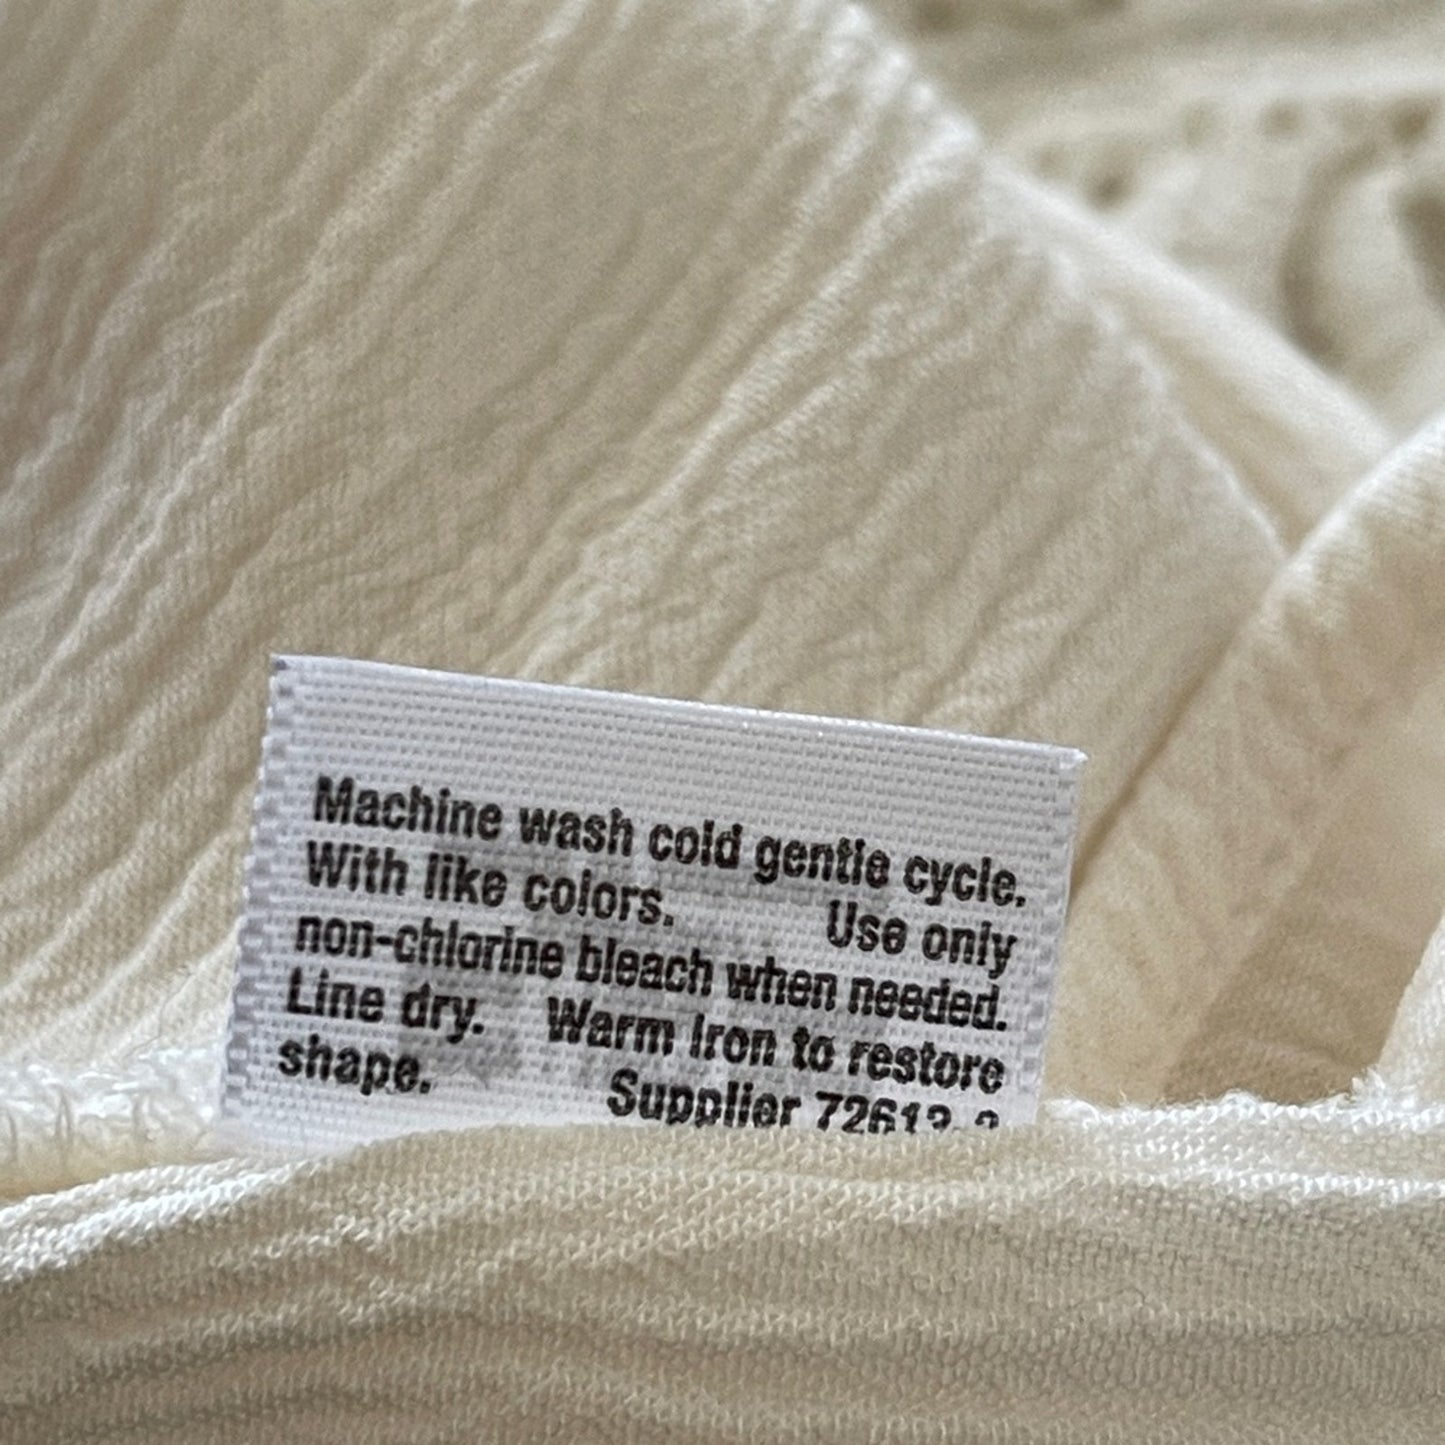 Machine wash cold gentle cycle.
With like colors. Use only
non-chlorine bleach when needed.
Line dry. Warm Iron to restore
shape.
Supplier